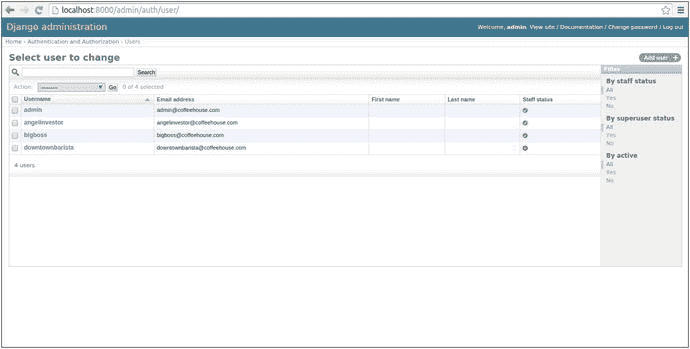 localhost:8000/admin/auth/user/
Django administration
Welcome, admin. View site / Documentation / Change password / Log out
Home › Authentication and Authorization › Users
Select user to change
Add user +
Search
Filter
Action: --------- Go 0 of 4 selected
By staff status
All
Yes
No
Username Email address First name Last name Staff status
admin admin@coffeehouse.com
angelinvestor angelinvestor@coffeehouse.com
bigboss bigboss@coffeehouse.com
downtownbarista downtownbarista@coffeehouse.com
4 users
By superuser status
All
Yes
No
By active
All
Yes
No